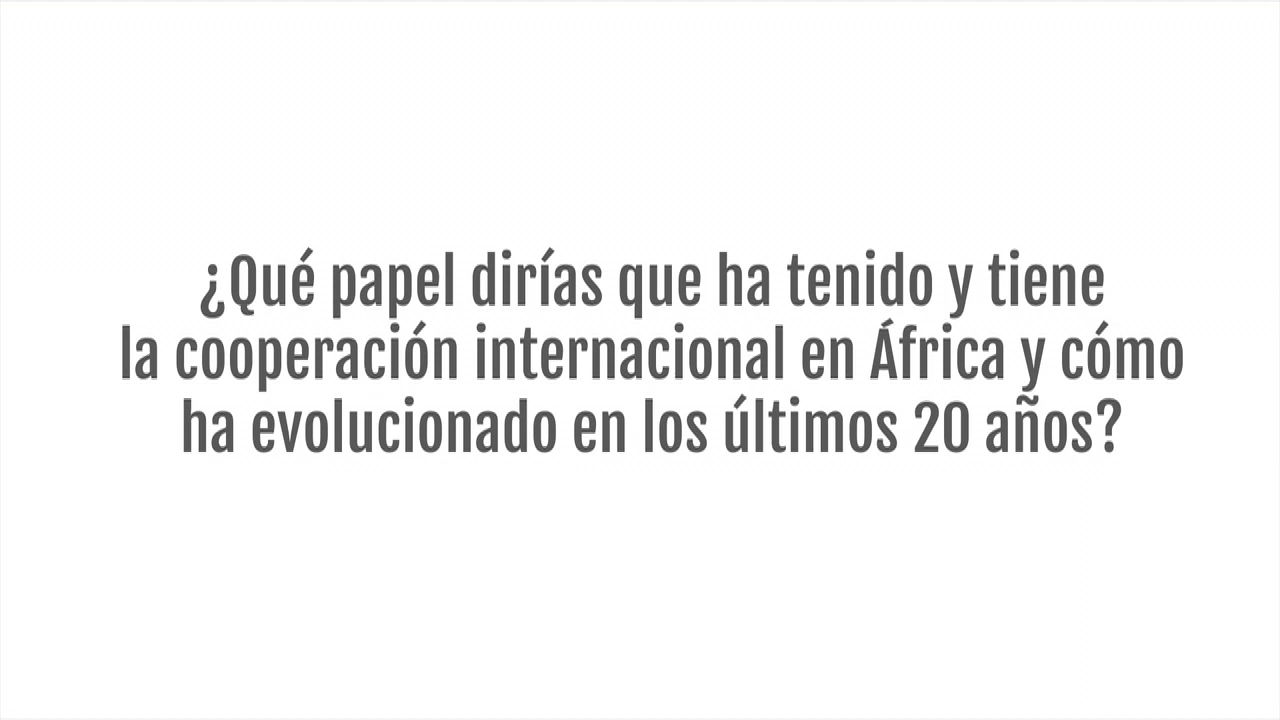 ¿Qué papel dirías que ha tenido y tiene
la cooperación internacional en África y cómo
ha evolucionado en los últimos 20 años?